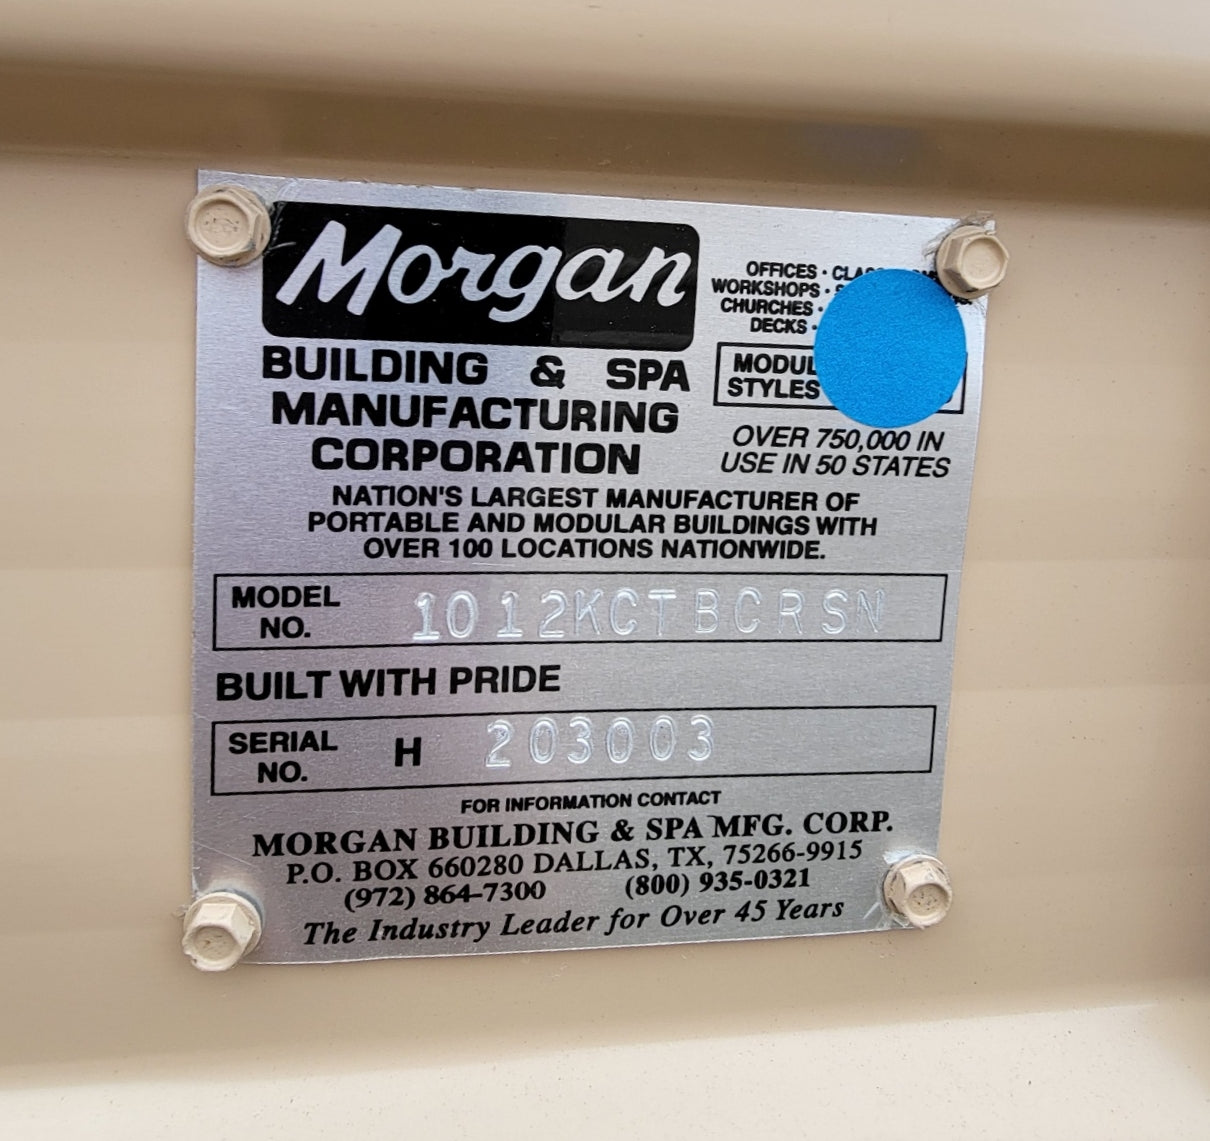 Morgan
BUILDING & SPA
MANUFACTURING
CORPORATION
OFFICES ·
WORKSHOPS ·
CHURCHES ·
DECKS ·
STYLES
OVER 750,000 IN
USE IN 50 STATES
NATION'S LARGEST MANUFACTURER OF
PORTABLE AND MODULAR BUILDINGS WITH
OVER 100 LOCATIONS NATIONWIDE.
MODEL
NO.
1012KCTBCRSN
BUILT WITH PRIDE
SERIAL
NO.
H 203003
FOR INFORMATION CONTACT
MORGAN BUILDING & SPA MFG. CORP.
P.O. BOX 660280 DALLAS, TX, 75266-9915
(972) 864-7300 (800) 935-0321
The Industry Leader for Over 45 Years